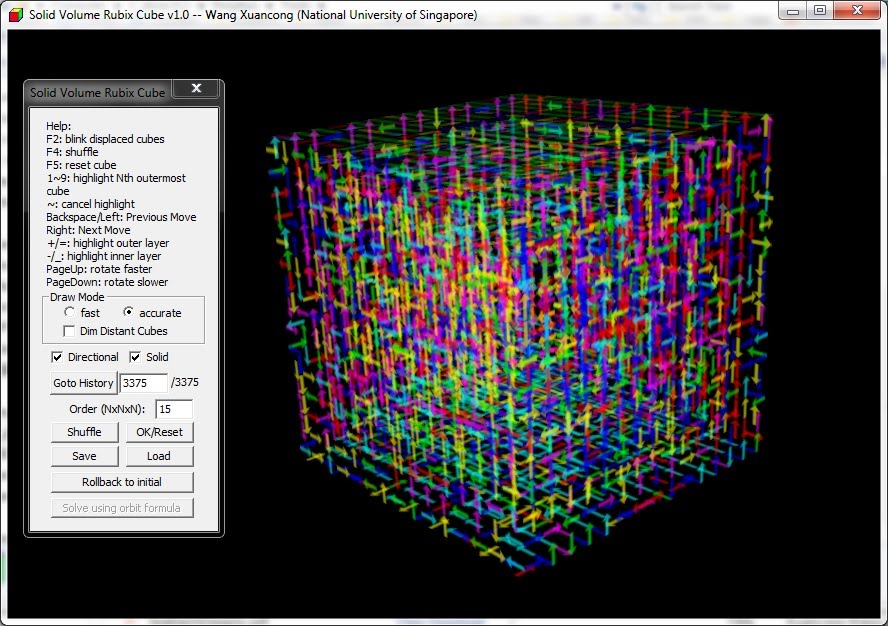 Solid Volume Rubix Cube v1.0 -- Wang Xuancong (National University of Singapore)
Solid Volume Rubix Cube
Help:
F2: blink displaced cubes
F4: shuffle
F5: reset cube
1~9: highlight Nth outermost
cube
~: cancel highlight
Backspace/Left: Previous Move
Right: Next Move
+/=: highlight outer layer
-/_: highlight inner layer
PageUp: rotate faster
PageDown: rotate slower
Draw Mode
fast accurate
Dim Distant Cubes
Directional Solid
Goto History 3375 /3375
Order (NxNxN): 15
Shuffle OK/Reset
Save Load
Rollback to initial
Solve using orbit formula